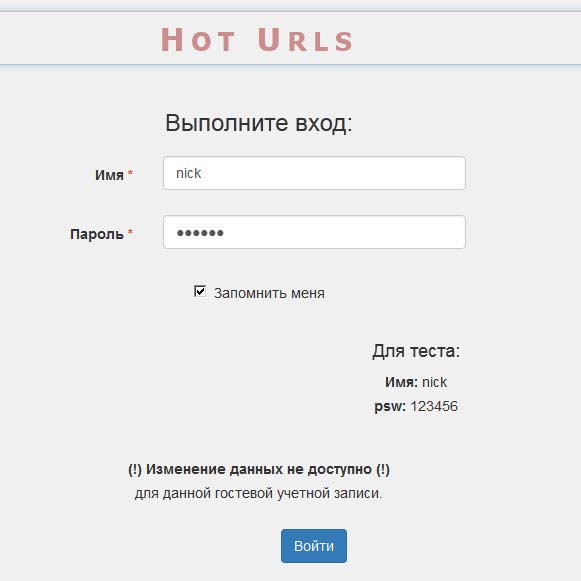 Hot Urls
Выполните вход:
Имя * nick
Пароль * ●●●●●●
Запомнить меня
Для теста:
Имя: nick
psw: 123456
(!) Изменение данных не доступно (!)
для данной гостевой учетной записи.
Войти